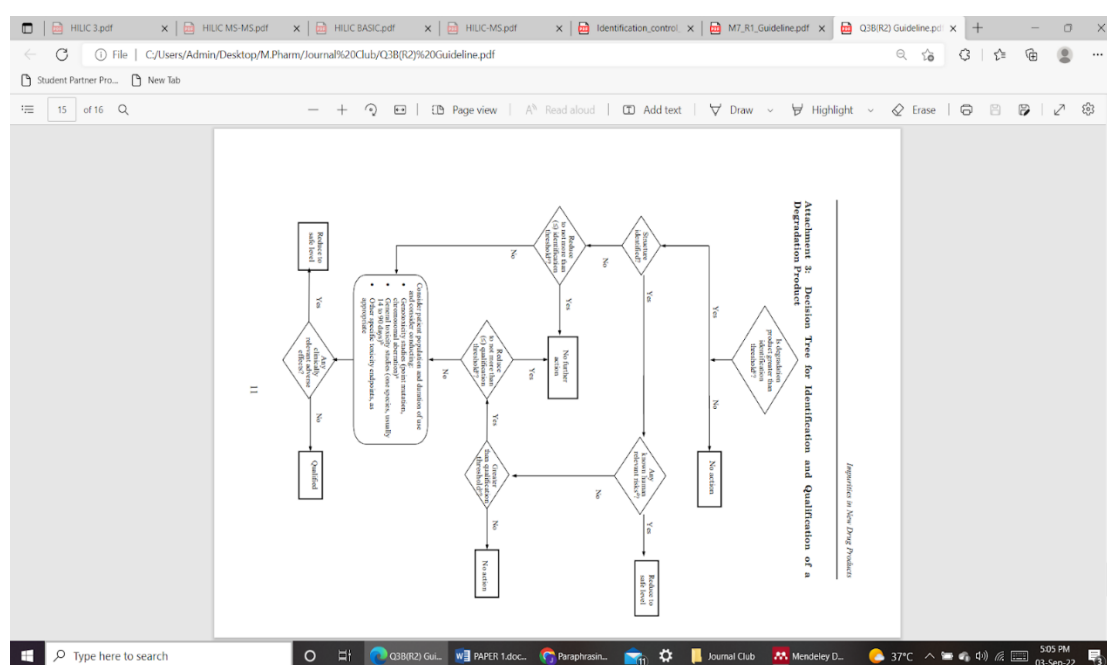 HILIC 3.pdf
HILIC MS-MS.pdf
HILIC BASIC.pdf
HILIC-MS.pdf
Identification_control_
M7_R1_Guideline.pdf
Q3B(R2) Guideline.pd
File | C:/Users/Admin/Desktop/M.Pharm/Journal%20Club/Q3B(R2)%20Guideline.pdf
Student Partner Pro...
New Tab
15 of 16
Page view
Read aloud
Add text
Draw
Highlight
Erase
Impurities in New Drug Products
Attachment 3: Decision Tree for Identification and Qualification of a
Degradation Product
Is degradation
product greater than
identification
threshold?
Yes
No
No action
Structure
identified?
Yes
No
Any
known human
relevant risks?
Yes
Reduce to
safe level
No
Reduce
to not more than
(≤) identification
threshold?
Yes
No
No further
action
Greater
than qualification
threshold?
Yes
No
No action
Reduce
to not more than
(≤) qualification
threshold?
Yes
No
Consider patient population and duration of use
and consider conducting:
• Genotoxicity studies (point mutation,
chromosomal aberration)
• General toxicity studies (one species, usually
14 to 90 days)
• Other specific toxicity endpoints, as
appropriate
Any
clinically
relevant adverse
effects?
Yes
Reduce to
safe level
No
Qualified
11
Type here to search
Q3B(R2) Gui...
PAPER 1.doc...
Paraphrasin...
11
Journal Club
Mendeley D...
37°C
5:05 PM
03-Sep-22